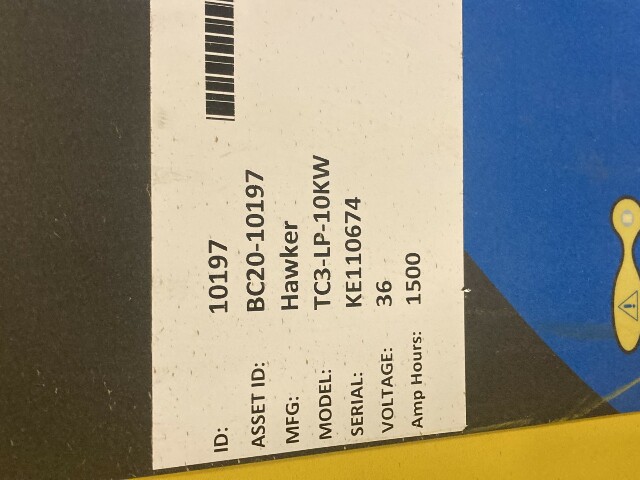 ID: 10197
ASSET ID: BC20-10197
MFG: Hawker
MODEL: TC3-LP-10KW
SERIAL: KE110674
VOLTAGE: 36
Amp Hours: 1500